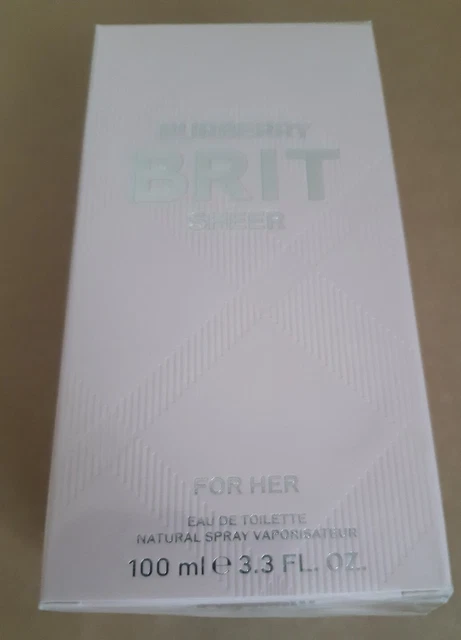 BURBERRY
BRIT
SHEER
FOR HER
EAU DE TOILETTE
NATURAL SPRAY VAPORISATEUR
100 ml ℮ 3.3 FL. OZ.